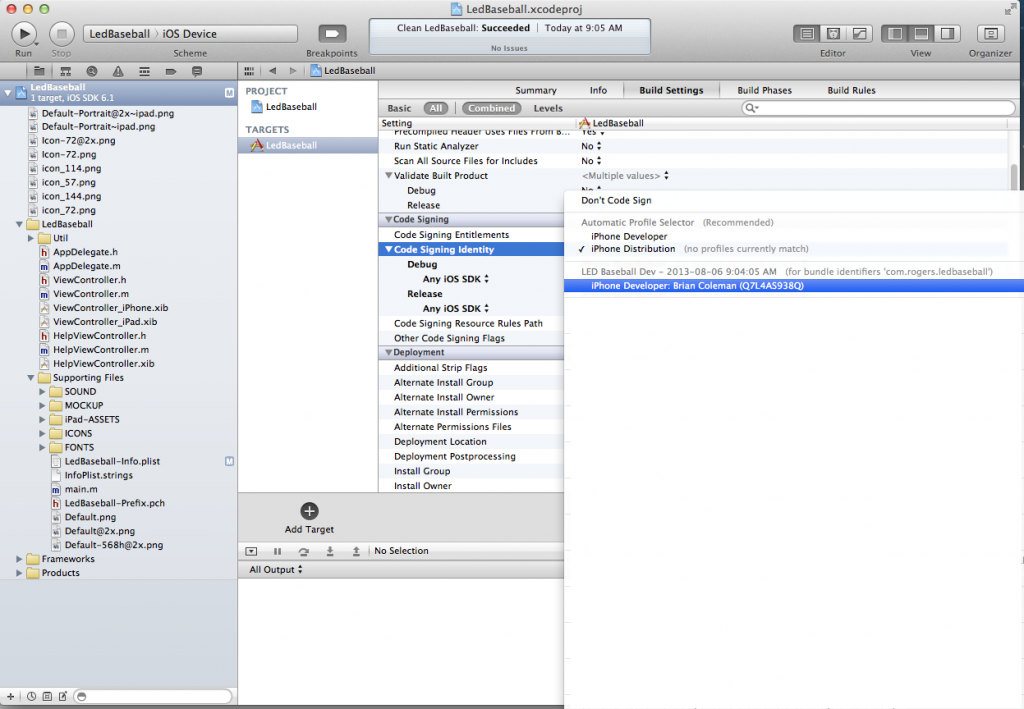 LedBaseball.xcodeproj
Run
Stop
LedBaseball
iOS Device
Scheme
Breakpoints
Clean LedBaseball: Succeeded | Today at 9:05 AM
No Issues
Editor
View
Organizer
LedBaseball
LedBaseball
1 target, iOS SDK 6.1
M
Default-Portrait@2x~ipad.png
Default-Portrait~ipad.png
Icon-72@2x.png
Icon-72.png
icon_114.png
icon_57.png
icon_144.png
icon_72.png
LedBaseball
Util
h AppDelegate.h
m AppDelegate.m
h ViewController.h
m ViewController.m
ViewController_iPhone.xib
ViewController_iPad.xib
h HelpViewController.h
m HelpViewController.m
HelpViewController.xib
Supporting Files
SOUND
MOCKUP
iPad-ASSETS
ICONS
FONTS
LedBaseball-Info.plist
InfoPlist.strings
m main.m
h LedBaseball-Prefix.pch
Default.png
Default@2x.png
Default-568h@2x.png
Frameworks
Products
PROJECT
LedBaseball
TARGETS
LedBaseball
Add Target
Summary
Info
Build Settings
Build Phases
Build Rules
Basic
All
Combined
Levels
Setting
LedBaseball
Precompiled Header Uses Files From B... Yes
Run Static Analyzer No
Scan All Source Files for Includes No
Validate Built Product <Multiple values>
Debug No
Release
Code Signing
Code Signing Entitlements
Code Signing Identity
Debug
Any iOS SDK
Release
Any iOS SDK
Code Signing Resource Rules Path
Other Code Signing Flags
Deployment
Additional Strip Flags
Alternate Install Group
Alternate Install Owner
Alternate Install Permissions
Alternate Permissions Files
Deployment Location
Deployment Postprocessing
Install Group
Install Owner
Don't Code Sign
Automatic Profile Selector (Recommended)
iPhone Developer
✓ iPhone Distribution (no profiles currently match)
LED Baseball Dev - 2013-08-06 9:04:05 AM (for bundle identifiers 'com.rogers.ledbaseball')
iPhone Developer: Brian Coleman (Q7L4AS938Q)
No Selection
All Output